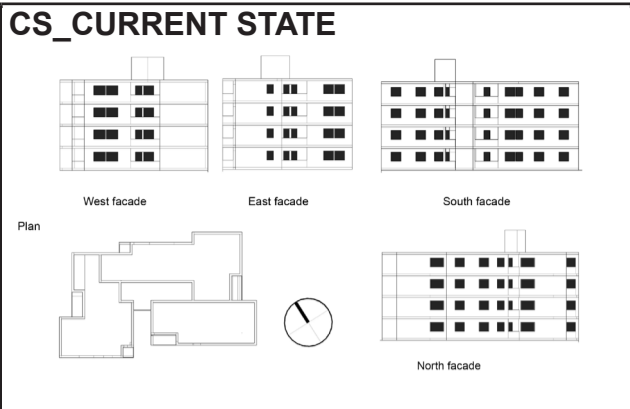 CS_CURRENT STATE
West facade
East facade
South facade
Plan
North facade